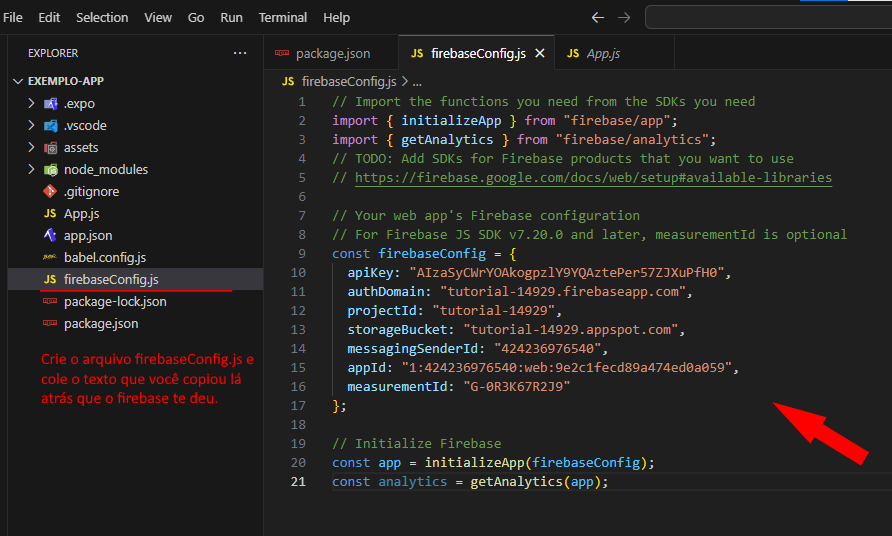 File Edit Selection View Go Run Terminal Help
EXPLORER
EXEMPLO-APP
.expo
.vscode
assets
node_modules
.gitignore
JS App.js
app.json
babel.config.js
JS firebaseConfig.js
package-lock.json
package.json
Crie o arquivo firebaseConfig.js e
cole o texto que você copiou lá
atrás que o firebase te deu.
package.json JS firebaseConfig.js JS App.js
JS firebaseConfig.js > ...
1 // Import the functions you need from the SDKs you need
2 import { initializeApp } from "firebase/app";
3 import { getAnalytics } from "firebase/analytics";
4 // TODO: Add SDKs for Firebase products that you want to use
5 // https://firebase.google.com/docs/web/setup#available-libraries
6
7 // Your web app's Firebase configuration
8 // For Firebase JS SDK v7.20.0 and later, measurementId is optional
9 const firebaseConfig = {
10 apiKey: "AIzaSyCWrYOAkogpzlY9YQAztePer57ZJXuPfH0",
11 authDomain: "tutorial-14929.firebaseapp.com",
12 projectId: "tutorial-14929",
13 storageBucket: "tutorial-14929.appspot.com",
14 messagingSenderId: "424236976540",
15 appId: "1:424236976540:web:9e2c1fecd89a474ed0a059",
16 measurementId: "G-0R3K67R2J9"
17 };
18
19 // Initialize Firebase
20 const app = initializeApp(firebaseConfig);
21 const analytics = getAnalytics(app);